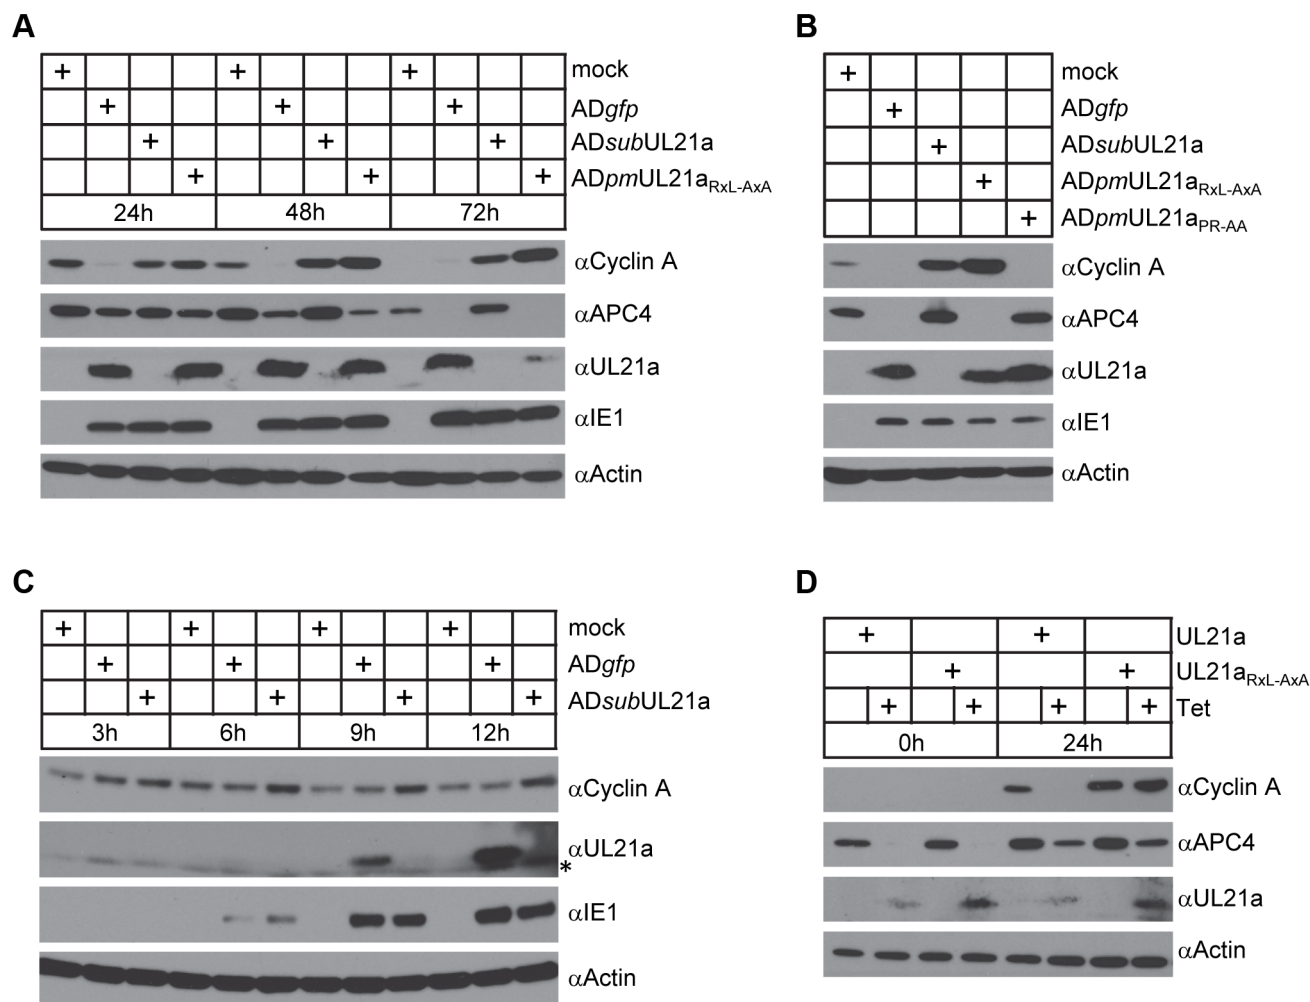 A
+ + + mock
+ + + ADgfp
+ + + ADsubUL21a
+ + + ADpmUL21aRxL-AxA
24h 48h 72h
αCyclin A
αAPC4
αUL21a
αIE1
αActin
B
+ mock
+ ADgfp
+ ADsubUL21a
+ ADpmUL21aRxL-AxA
+ ADpmUL21aPR-AA
αCyclin A
αAPC4
αUL21a
αIE1
αActin
C
+ + + + mock
+ + + + ADgfp
+ + + + ADsubUL21a
3h 6h 9h 12h
αCyclin A
αUL21a
*
αIE1
αActin
D
+ + UL21a
+ + UL21aRxL-AxA
+ + + + Tet
0h 24h
αCyclin A
αAPC4
αUL21a
αActin